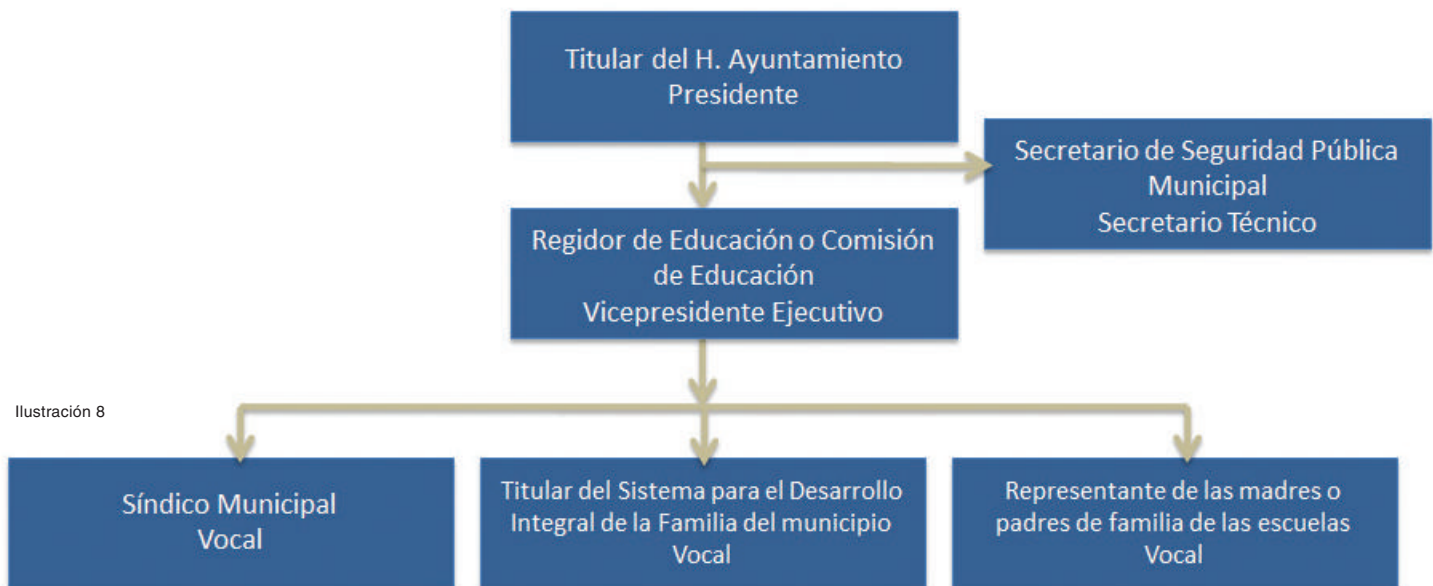 Titular del H. Ayuntamiento
Presidente
Secretario de Seguridad Pública
Municipal
Secretario Técnico
Regidor de Educación o Comisión
de Educación
Vicepresidente Ejecutivo
Ilustración 8
Síndico Municipal
Vocal
Titular del Sistema para el Desarrollo
Integral de la Familia del municipio
Vocal
Representante de las madres o
padres de familia de las escuelas
Vocal